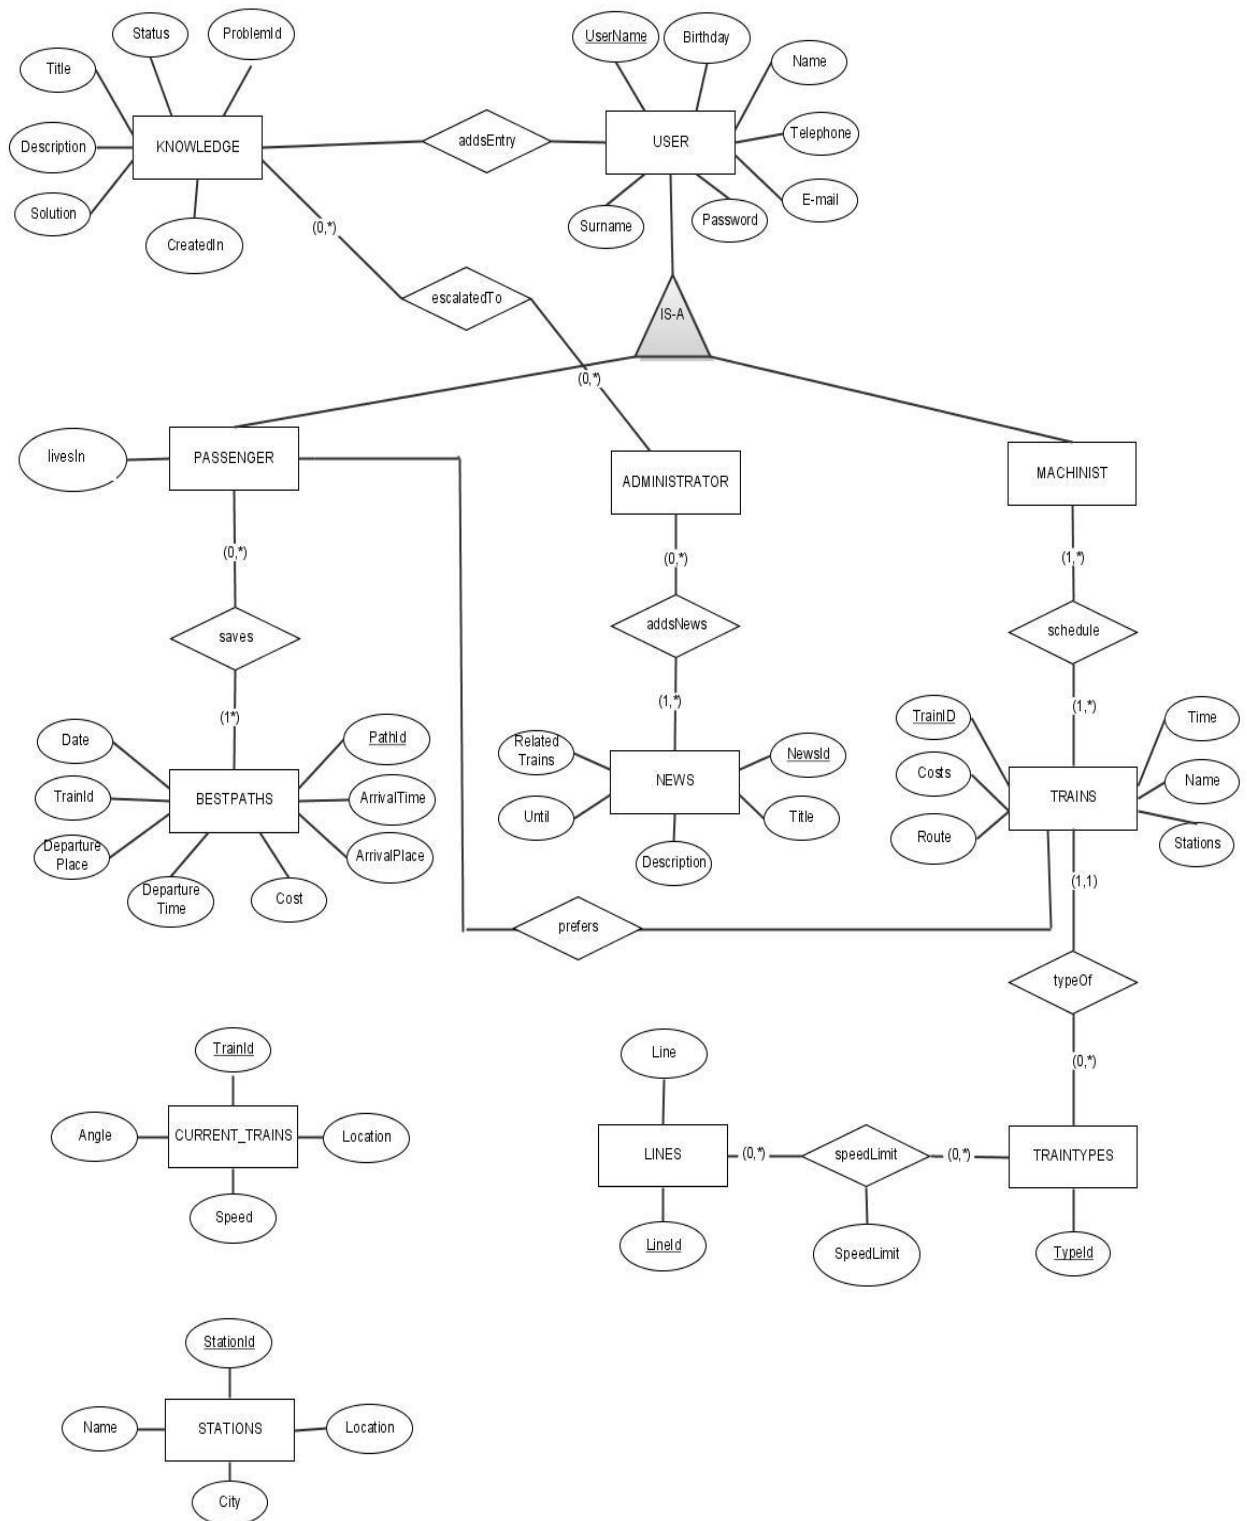 Status
ProblemId
UserName
Birthday
Title
Name
Description
KNOWLEDGE
addsEntry
USER
Telephone
Solution
CreatedIn
Surname
Password
E-mail
(0,*)
escalatedTo
IS-A
(0,*)
livesIn
PASSENGER
ADMINISTRATOR
MACHINIST
(0,*)
(0,*)
(1,*)
saves
addsNews
schedule
(1*)
(1,*)
(1,*)
Date
PathId
Related
Trains
NewsId
TrainID
Time
TrainId
BESTPATHS
ArrivalTime
NEWS
Costs
TRAINS
Name
Until
Title
Departure
Place
ArrivalPlace
Description
Route
Stations
Departure
Time
Cost
(1,1)
prefers
typeOf
TrainId
Line
(0,*)
Angle
CURRENT_TRAINS
Location
LINES
(0,*)
speedLimit
(0,*)
TRAINTYPES
Speed
LineId
SpeedLimit
TypeId
StationId
Name
STATIONS
Location
City